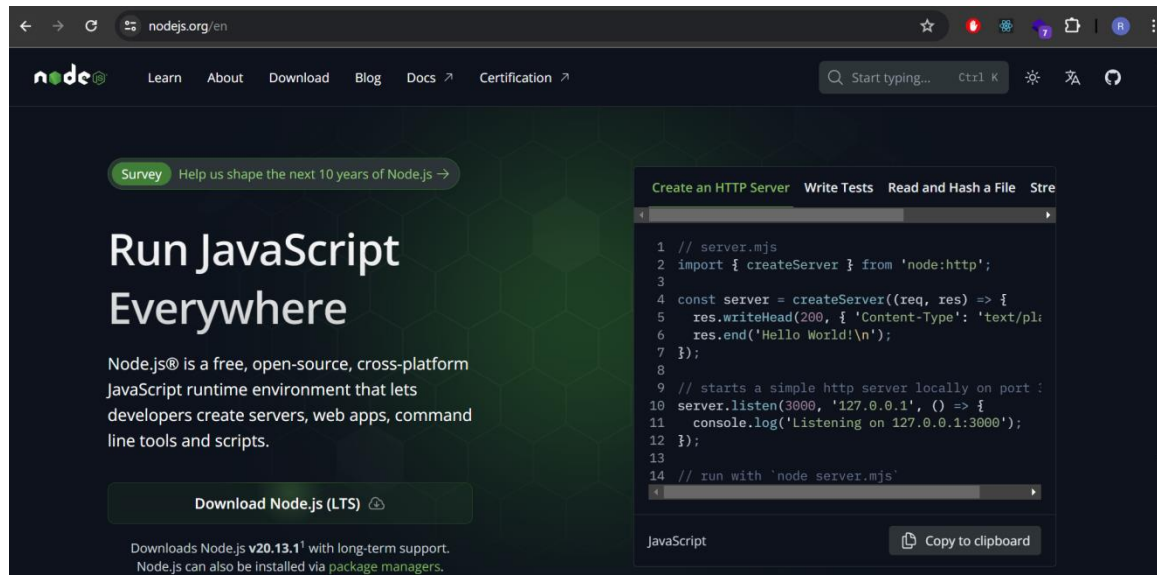 nodejs.org/en
7
R
node JS
Learn About Download Blog Docs ↗ Certification ↗
Start typing... Ctrl K
Survey Help us shape the next 10 years of Node.js →
Run JavaScript
Everywhere
Node.js® is a free, open-source, cross-platform
JavaScript runtime environment that lets
developers create servers, web apps, command
line tools and scripts.
Download Node.js (LTS)
Downloads Node.js v20.13.1¹ with long-term support.
Node.js can also be installed via package managers.
Create an HTTP Server Write Tests Read and Hash a File Stre
1 // server.mjs
2 import { createServer } from 'node:http';
3
4 const server = createServer((req, res) => {
5 res.writeHead(200, { 'Content-Type': 'text/pla
6 res.end('Hello World!\n');
7 });
8
9 // starts a simple http server locally on port
10 server.listen(3000, '127.0.0.1', () => {
11 console.log('Listening on 127.0.0.1:3000');
12 });
13
14 // run with `node server.mjs`
JavaScript
Copy to clipboard